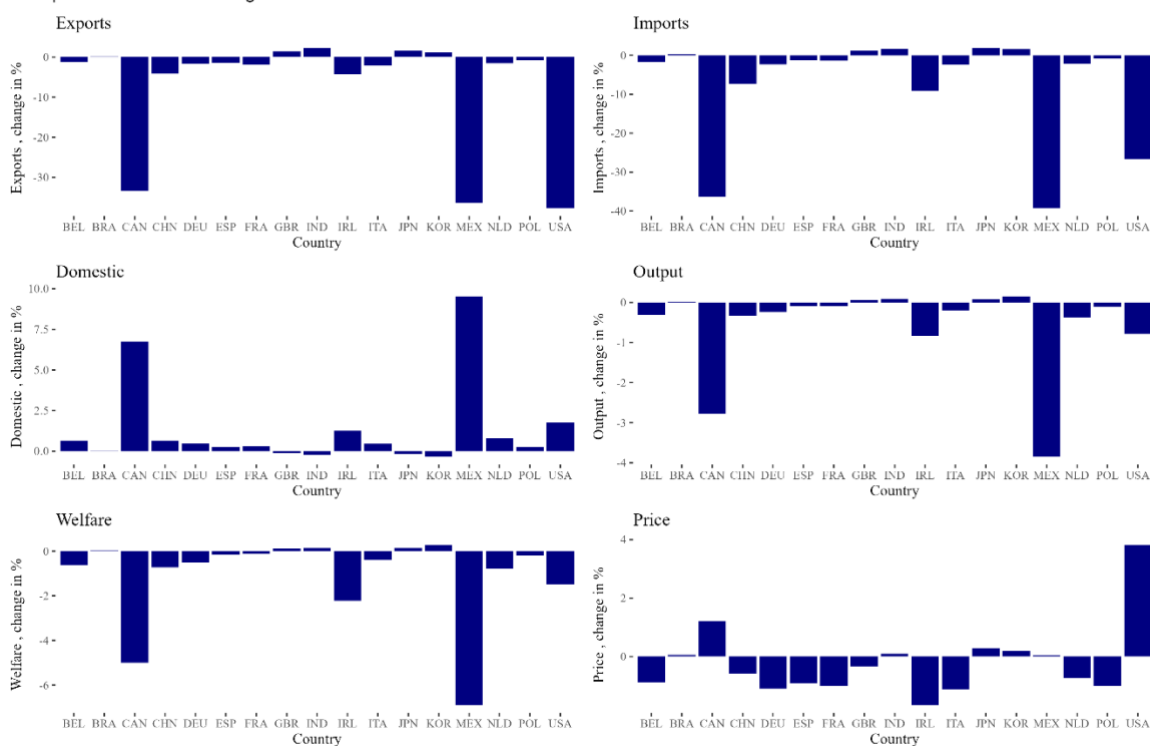 Exports
Exports , change in %
0
-10
-20
-30
BEL BRA CAN CHN DEU ESP FRA GBR IND IRL ITA JPN KOR MEX NLD POL USA
Country
Imports
Imports , change in %
0
-10
-20
-30
-40
BEL BRA CAN CHN DEU ESP FRA GBR IND IRL ITA JPN KOR MEX NLD POL USA
Country
Domestic
Domestic , change in %
10.0
7.5
5.0
2.5
0.0
BEL BRA CAN CHN DEU ESP FRA GBR IND IRL ITA JPN KOR MEX NLD POL USA
Country
Output
Output , change in %
0
-1
-2
-3
-4
BEL BRA CAN CHN DEU ESP FRA GBR IND IRL ITA JPN KOR MEX NLD POL USA
Country
Welfare
Welfare , change in %
0
-2
-4
-6
BEL BRA CAN CHN DEU ESP FRA GBR IND IRL ITA JPN KOR MEX NLD POL USA
Country
Price
Price , change in %
4
2
0
BEL BRA CAN CHN DEU ESP FRA GBR IND IRL ITA JPN KOR MEX NLD POL USA
Country